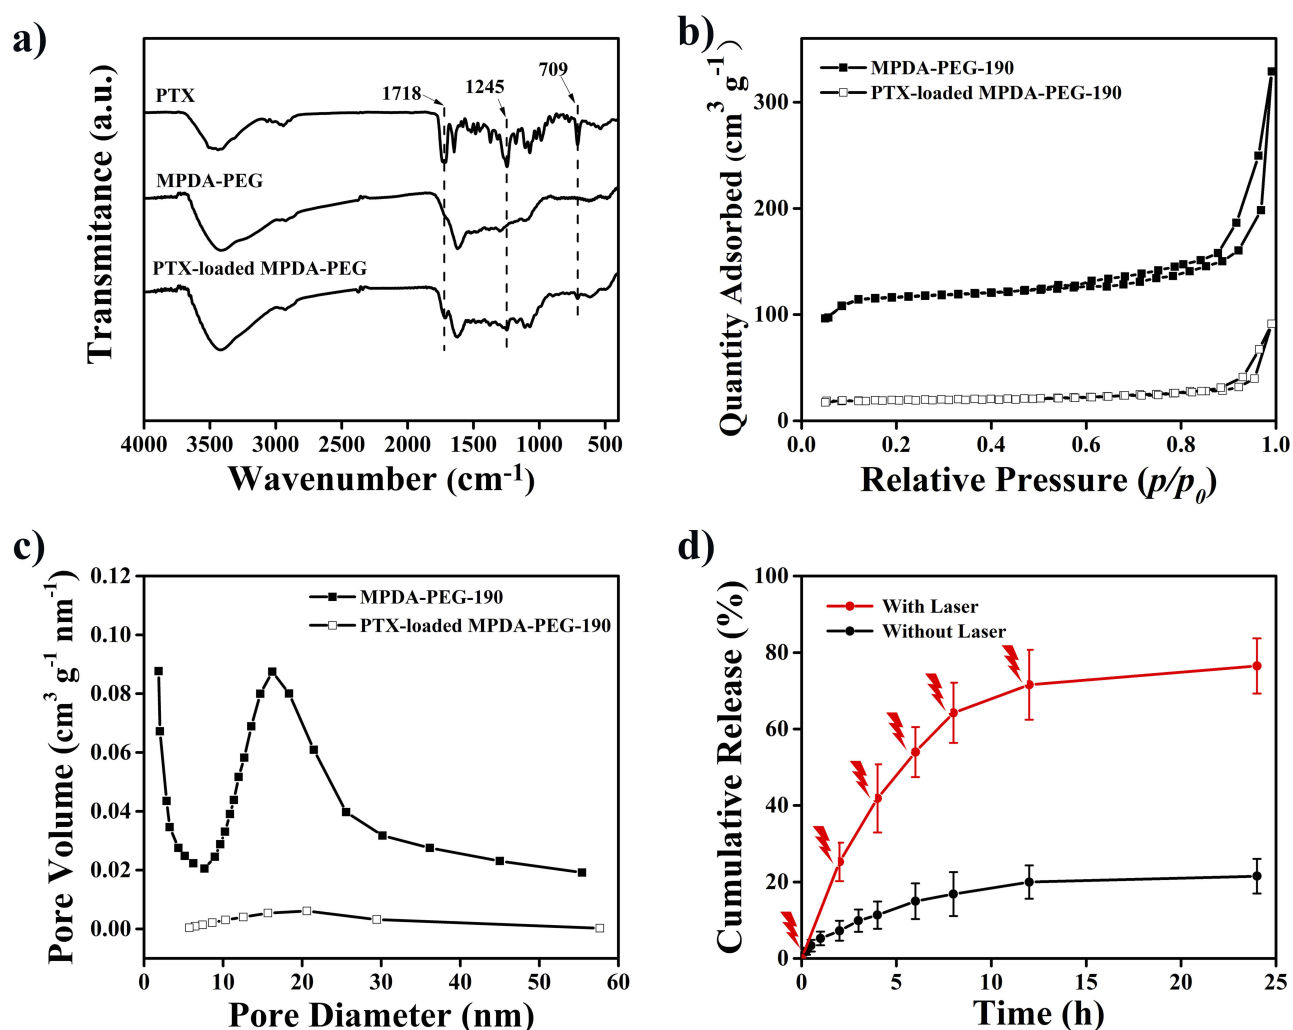 a)
Transmitance (a.u.)
PTX
1718
1245
709
MPDA-PEG
PTX-loaded MPDA-PEG
4000 3500 3000 2000 1500 1000 500
Wavenumber (cm⁻¹)
b)
Quantity Adsorbed (cm³ g⁻¹)
MPDA-PEG-190
PTX-loaded MPDA-PEG-190
300
200
100
0
0.0 0.2 0.4 0.6 0.8 1.0
Relative Pressure (p/p₀)
c)
Pore Volume (cm³ g⁻¹ nm⁻¹)
MPDA-PEG-190
PTX-loaded MPDA-PEG-190
0.12
0.10
0.08
0.06
0.04
0.02
0.00
0 10 20 30 40 50 60
Pore Diameter (nm)
d)
Cumulative Release (%)
With Laser
Without Laser
100
80
60
40
20
0
0 5 10 15 20 25
Time (h)